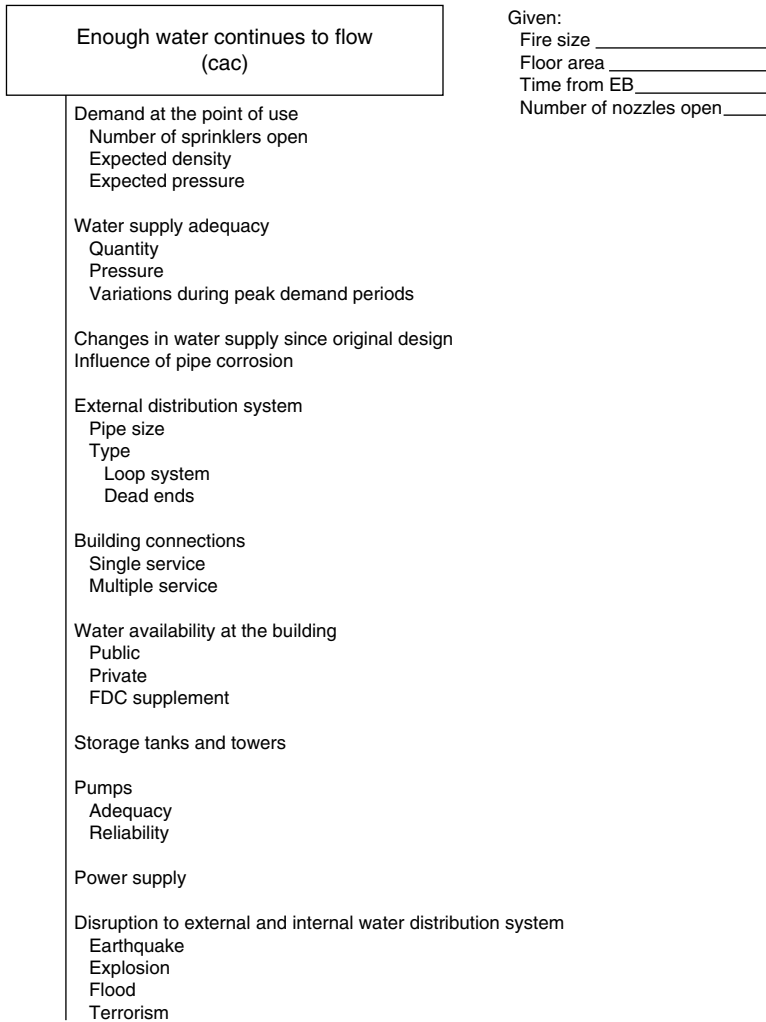 Enough water continues to flow
(cac)
Given:
Fire size
Floor area
Time from EB
Number of nozzles open
Demand at the point of use
Number of sprinklers open
Expected density
Expected pressure
Water supply adequacy
Quantity
Pressure
Variations during peak demand periods
Changes in water supply since original design
Influence of pipe corrosion
External distribution system
Pipe size
Type
Loop system
Dead ends
Building connections
Single service
Multiple service
Water availability at the building
Public
Private
FDC supplement
Storage tanks and towers
Pumps
Adequacy
Reliability
Power supply
Disruption to external and internal water distribution system
Earthquake
Explosion
Flood
Terrorism